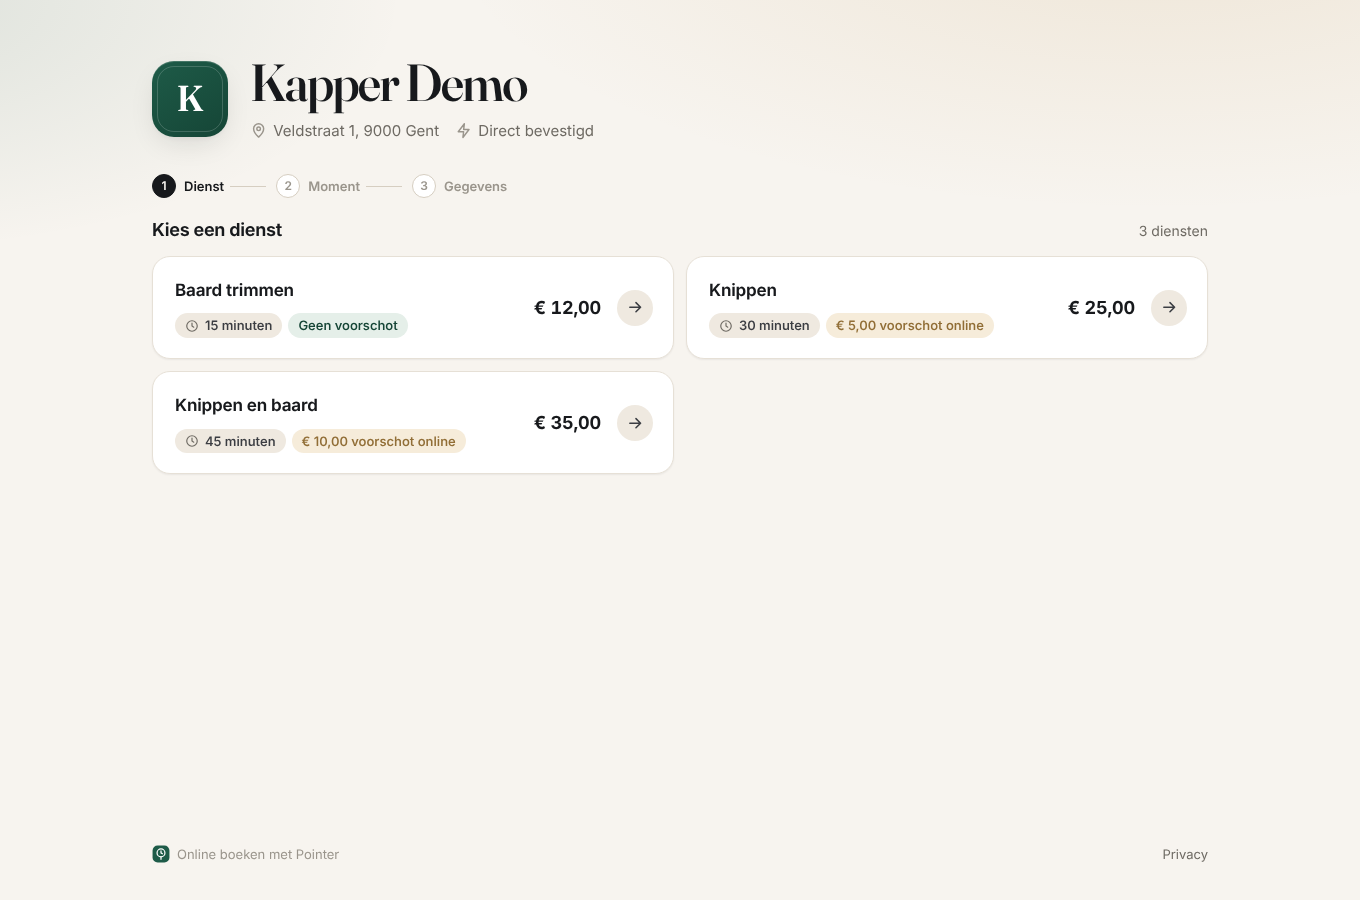 K
Kapper Demo
Veldstraat 1, 9000 Gent Direct bevestigd
1 Dienst 2 Moment 3 Gegevens
Kies een dienst
3 diensten
Baard trimmen
15 minuten Geen voorschot
€ 12,00
Knippen
30 minuten € 5,00 voorschot online
€ 25,00
Knippen en baard
45 minuten € 10,00 voorschot online
€ 35,00
Online boeken met Pointer
Privacy